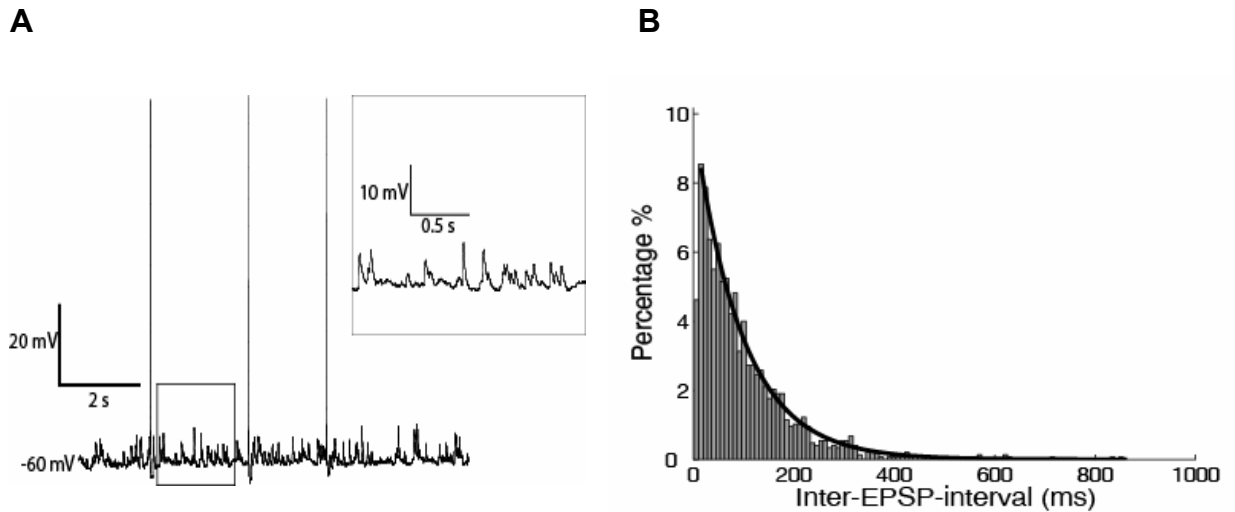 A
B
10 mV
0.5 s
20 mV
2 s
-60 mV
Percentage %
10
8
6
4
2
0
0 200 400 600 800 1000
Inter-EPSP-interval (ms)